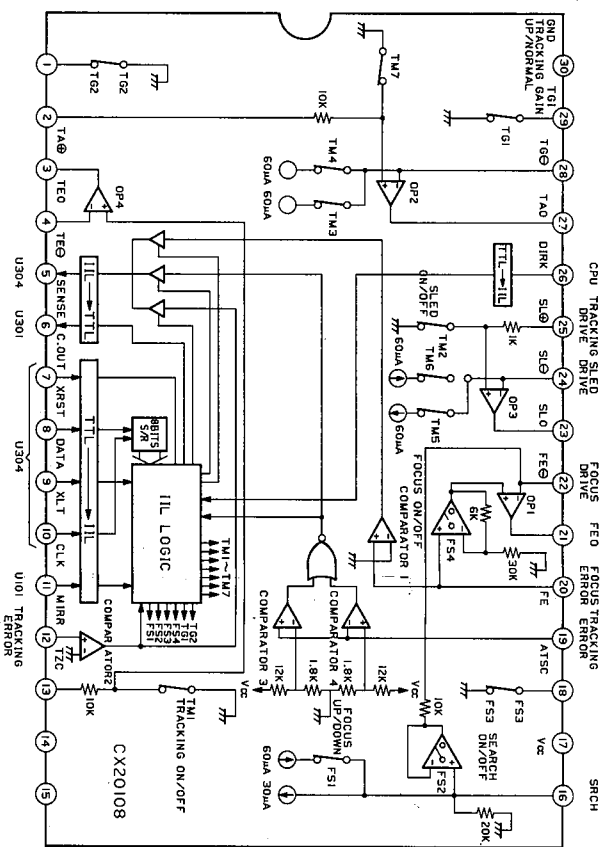 GND
TG1
TRACKING GAIN
UP/NORMAL
CPU TRACKING SLED
DRIVE
SLED
DRIVE
FOCUS
DRIVE
FOCUS
ERROR
TRACKING
ERROR
SRCH
30
29
28
27
26
25
24
23
22
21
20
19
18
17
16
TG⊖
TAO
DIRK
SL⊕
SL⊖
SLO
FE⊖
FEO
FE
ATSC
FS3
Vcc
TG1
TM7
10K
TM4
TM3
60µA 60µA
OP2
TTL→IIL
SLED
ON/OFF
TM2
1K
TM6
60µA
TM5
60µA
OP3
OP1
6K
FS4
30K
FOCUS ON/OFF
COMPARATOR 1
FS3
SEARCH
ON/OFF
10K
FS2
20K
TG2
TG2
OP4
IIL→TTL
TTL→IIL
8BITS
S/R
IIL LOGIC
TM1~TM7
TG2
TG1
FS4
FS3
FS2
FS1
COMPARATOR2
COMPARATOR 3
COMPARATOR 4
12K
1.8K
1.8K
12K
Vcc
Vcc
FOCUS
UP/DOWN
FS1
60µA 30µA
10K
TM1
TRACKING ON/OFF
CX20108
1
2
3
4
5
6
7
8
9
10
11
12
13
14
15
TA⊕
TEO
TE⊖
SENSE
C.OUT
XRST
DATA
XLT
CLK
MIRR
TZC
U304
U301
U304
U101 TRACKING
ERROR